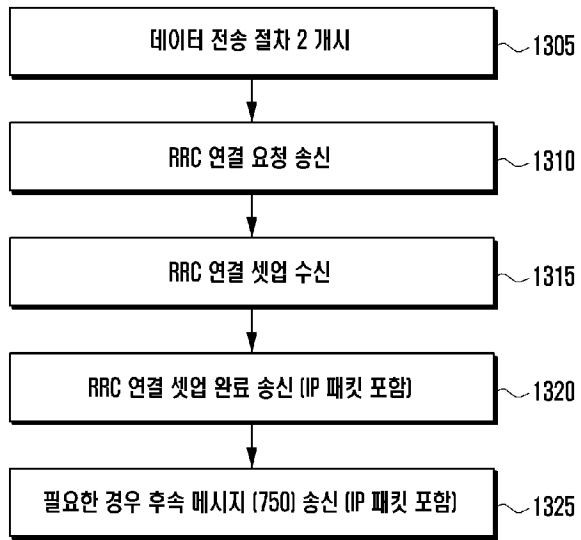 데이터 전송 절차 2 개시
1305
RRC 연결 요청 송신
1310
RRC 연결 셋업 수신
1315
RRC 연결 셋업 완료 송신 (IP 패킷 포함)
1320
필요한 경우 후속 메시지 (750) 송신 (IP 패킷 포함)
1325